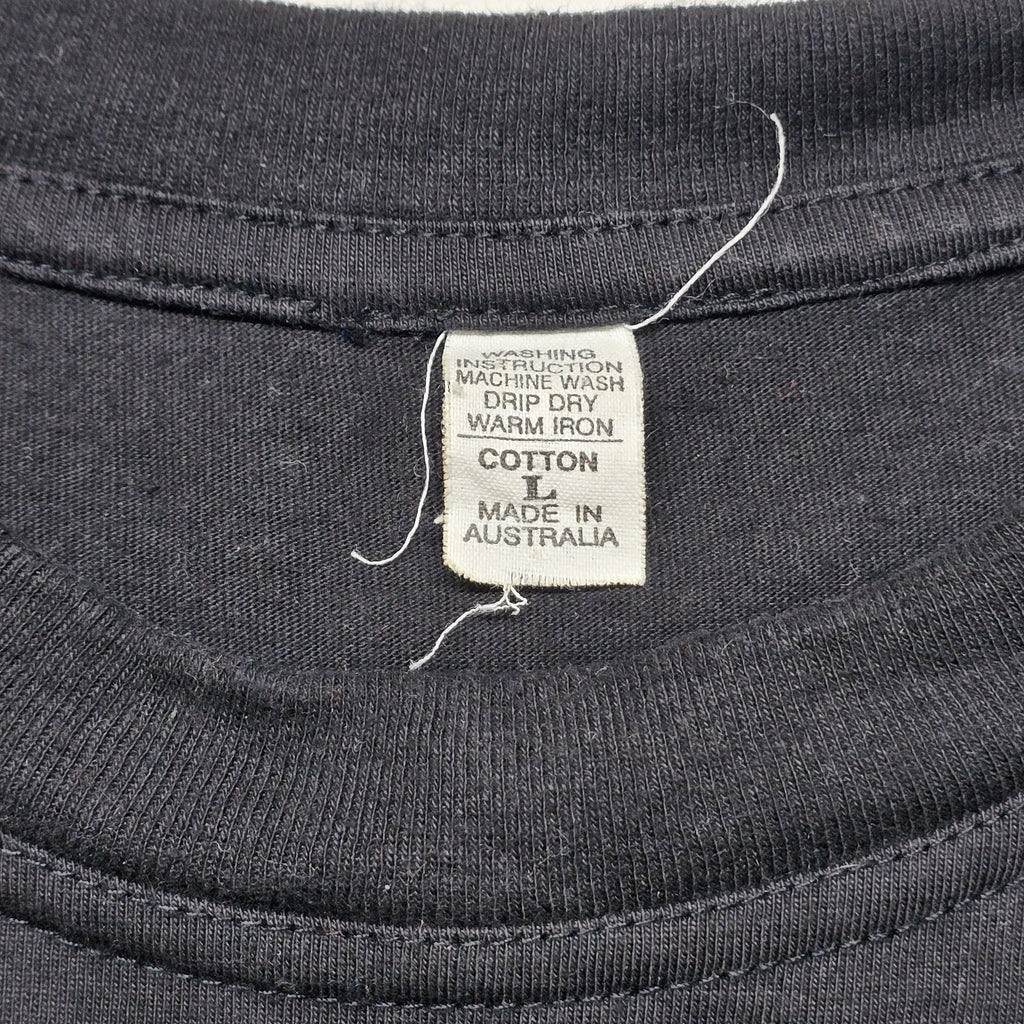 WASHING
INSTRUCTION
MACHINE WASH
DRIP DRY
WARM IRON
COTTON
L
MADE IN
AUSTRALIA